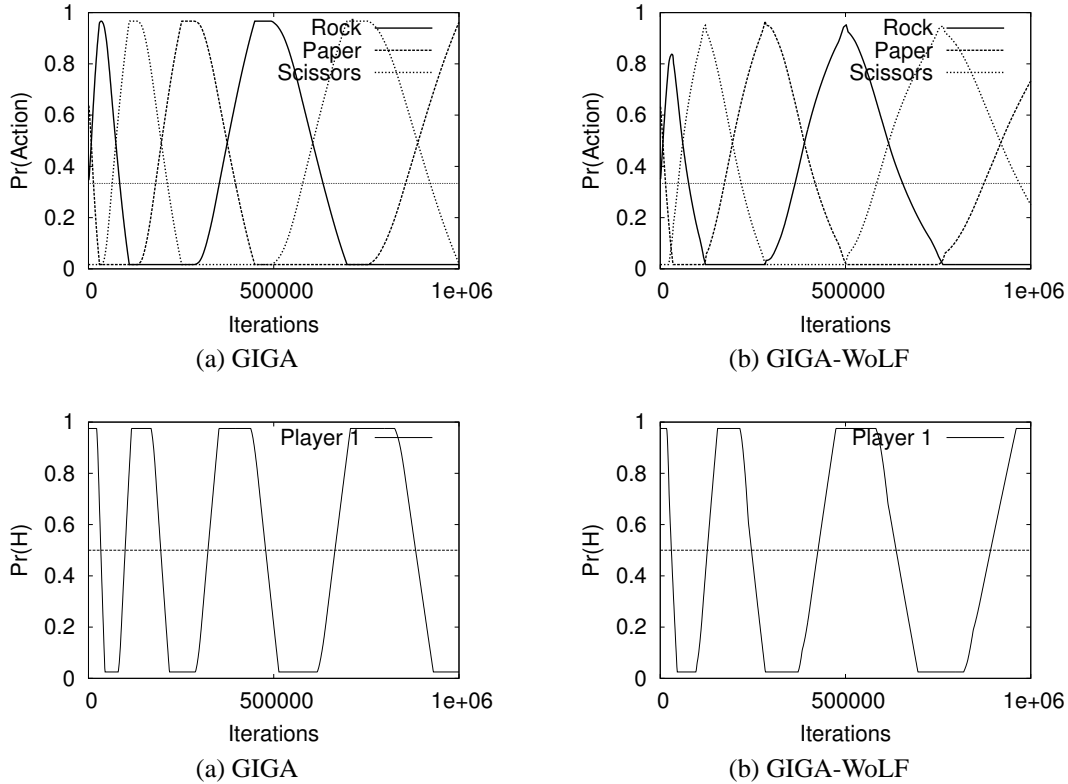 1
0.8
0.6
0.4
0.2
0
Pr(Action)
Rock
Paper
Scissors
0 500000 1e+06
Iterations
(a) GIGA
1
0.8
0.6
0.4
0.2
0
Pr(Action)
Rock
Paper
Scissors
0 500000 1e+06
Iterations
(b) GIGA-WoLF
1
0.8
0.6
0.4
0.2
0
Pr(H)
Player 1
0 500000 1e+06
Iterations
(a) GIGA
1
0.8
0.6
0.4
0.2
0
Pr(H)
Player 1
0 500000 1e+06
Iterations
(b) GIGA-WoLF